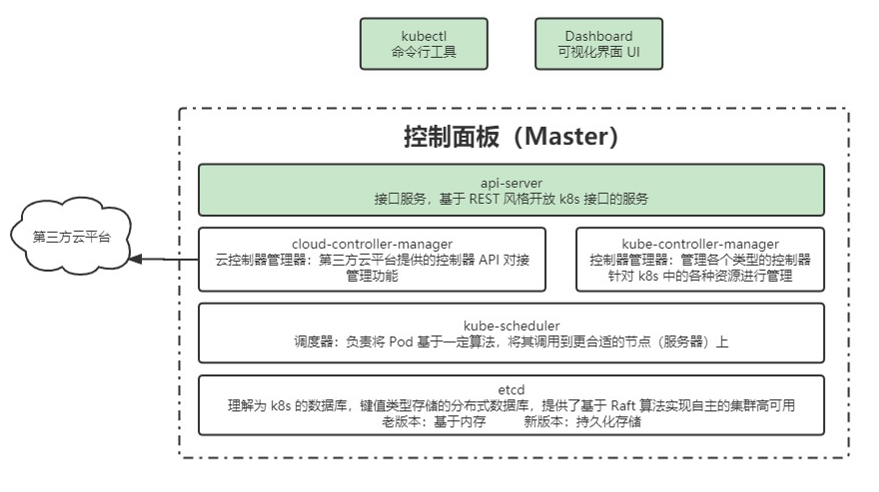 kubectl
命令行工具
Dashboard
可视化界面 UI
控制面板（Master）
api-server
接口服务，基于 REST 风格开放 k8s 接口的服务
第三方云平台
cloud-controller-manager
云控制器管理器：第三方云平台提供的控制器 API 对接
管理功能
kube-controller-manager
控制器管理器：管理各个类型的控制器
针对 k8s 中的各种资源进行管理
kube-scheduler
调度器：负责将 Pod 基于一定算法，将其调用到更合适的节点（服务器）上
etcd
理解为 k8s 的数据库，键值类型存储的分布式数据库，提供了基于 Raft 算法实现自主的集群高可用
老版本：基于内存 新版本：持久化存储